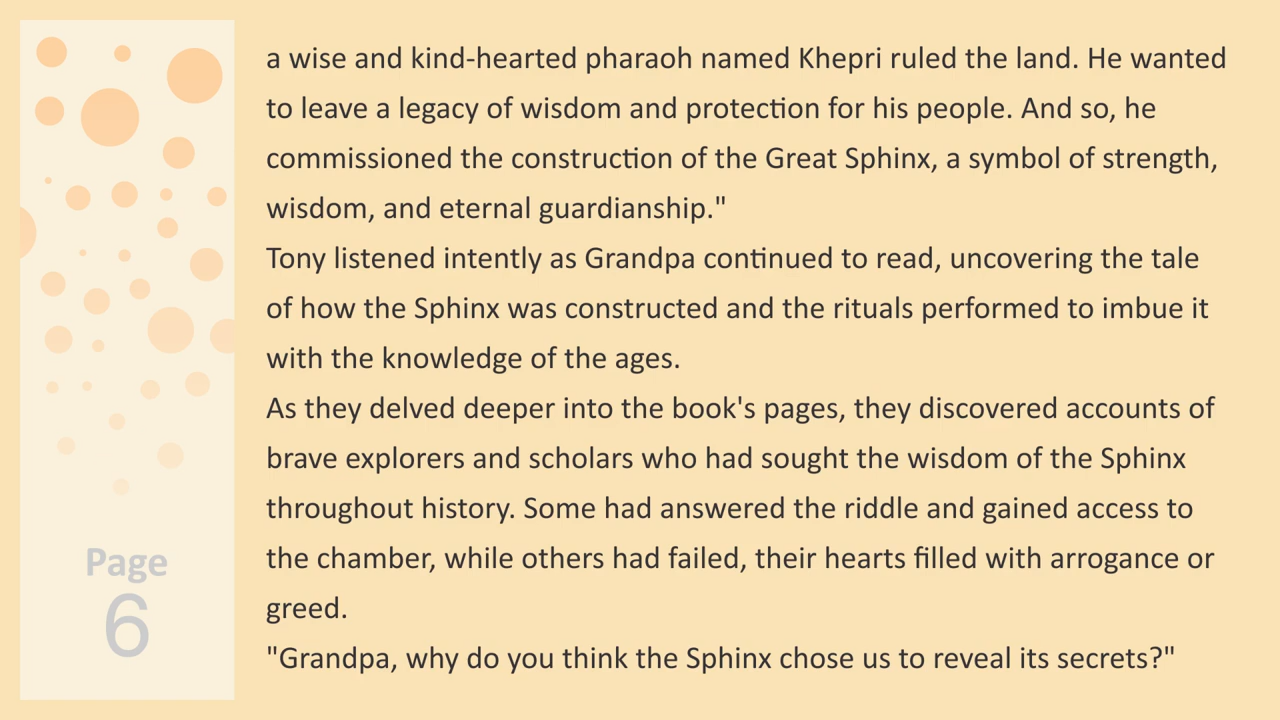 a wise and kind-hearted pharaoh named Khepri ruled the land. He wanted
to leave a legacy of wisdom and protection for his people. And so, he
commissioned the construction of the Great Sphinx, a symbol of strength,
wisdom, and eternal guardianship."
Tony listened intently as Grandpa continued to read, uncovering the tale
of how the Sphinx was constructed and the rituals performed to imbue it
with the knowledge of the ages.
As they delved deeper into the book's pages, they discovered accounts of
brave explorers and scholars who had sought the wisdom of the Sphinx
throughout history. Some had answered the riddle and gained access to
the chamber, while others had failed, their hearts filled with arrogance or
greed.
"Grandpa, why do you think the Sphinx chose us to reveal its secrets?"
Page
6